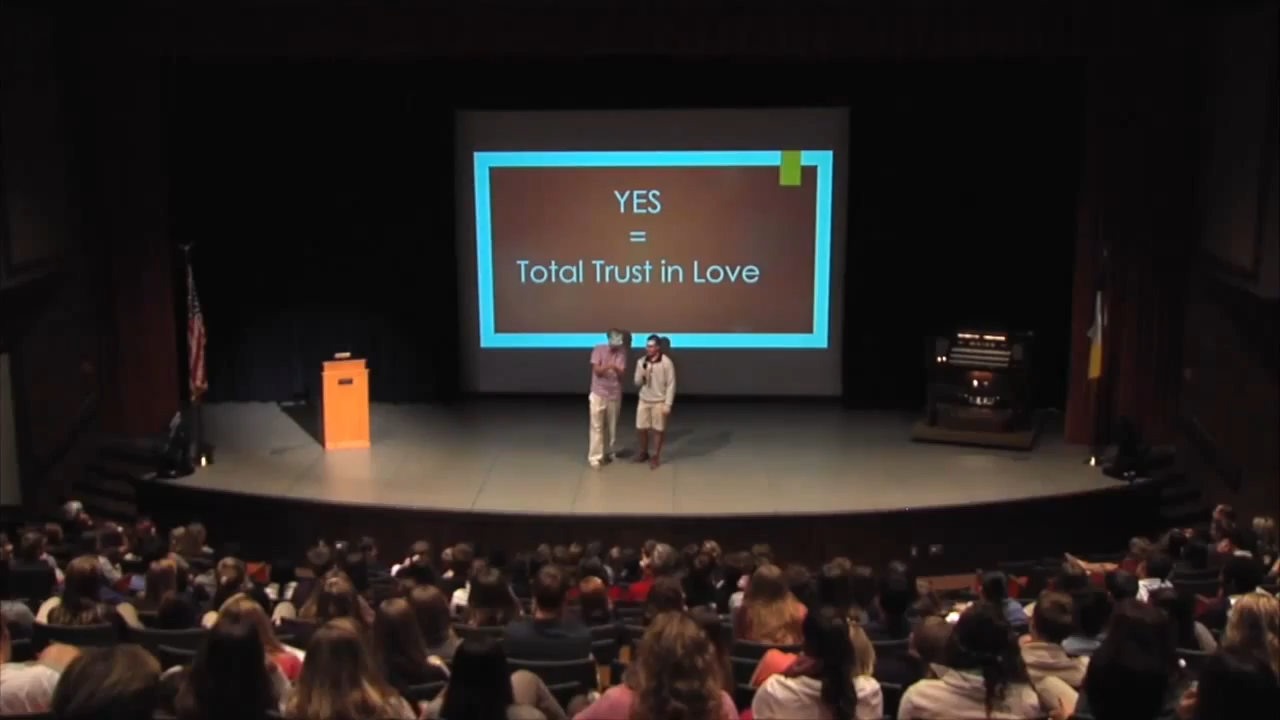 YES
=
Total Trust in Love